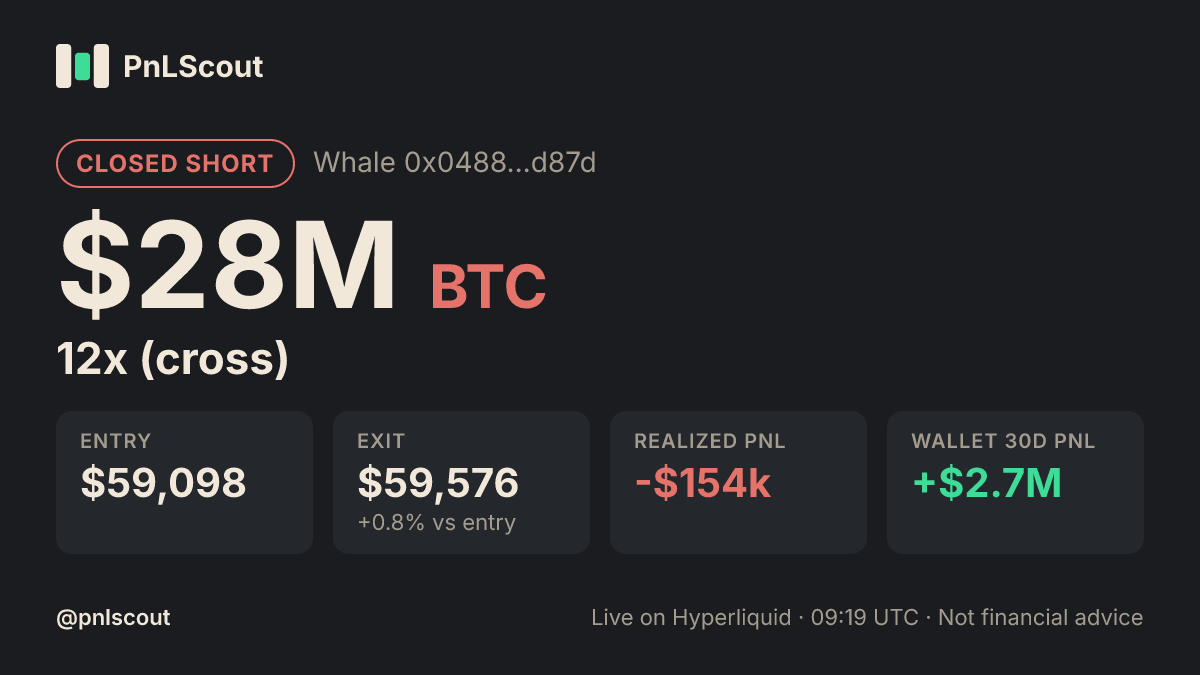 PnLScout
CLOSED SHORT Whale 0x0488...d87d
$28M BTC
12x (cross)
ENTRY
$59,098
EXIT
$59,576
+0.8% vs entry
REALIZED PNL
-$154k
WALLET 30D PNL
+$2.7M
@pnlscout
Live on Hyperliquid · 09:19 UTC · Not financial advice